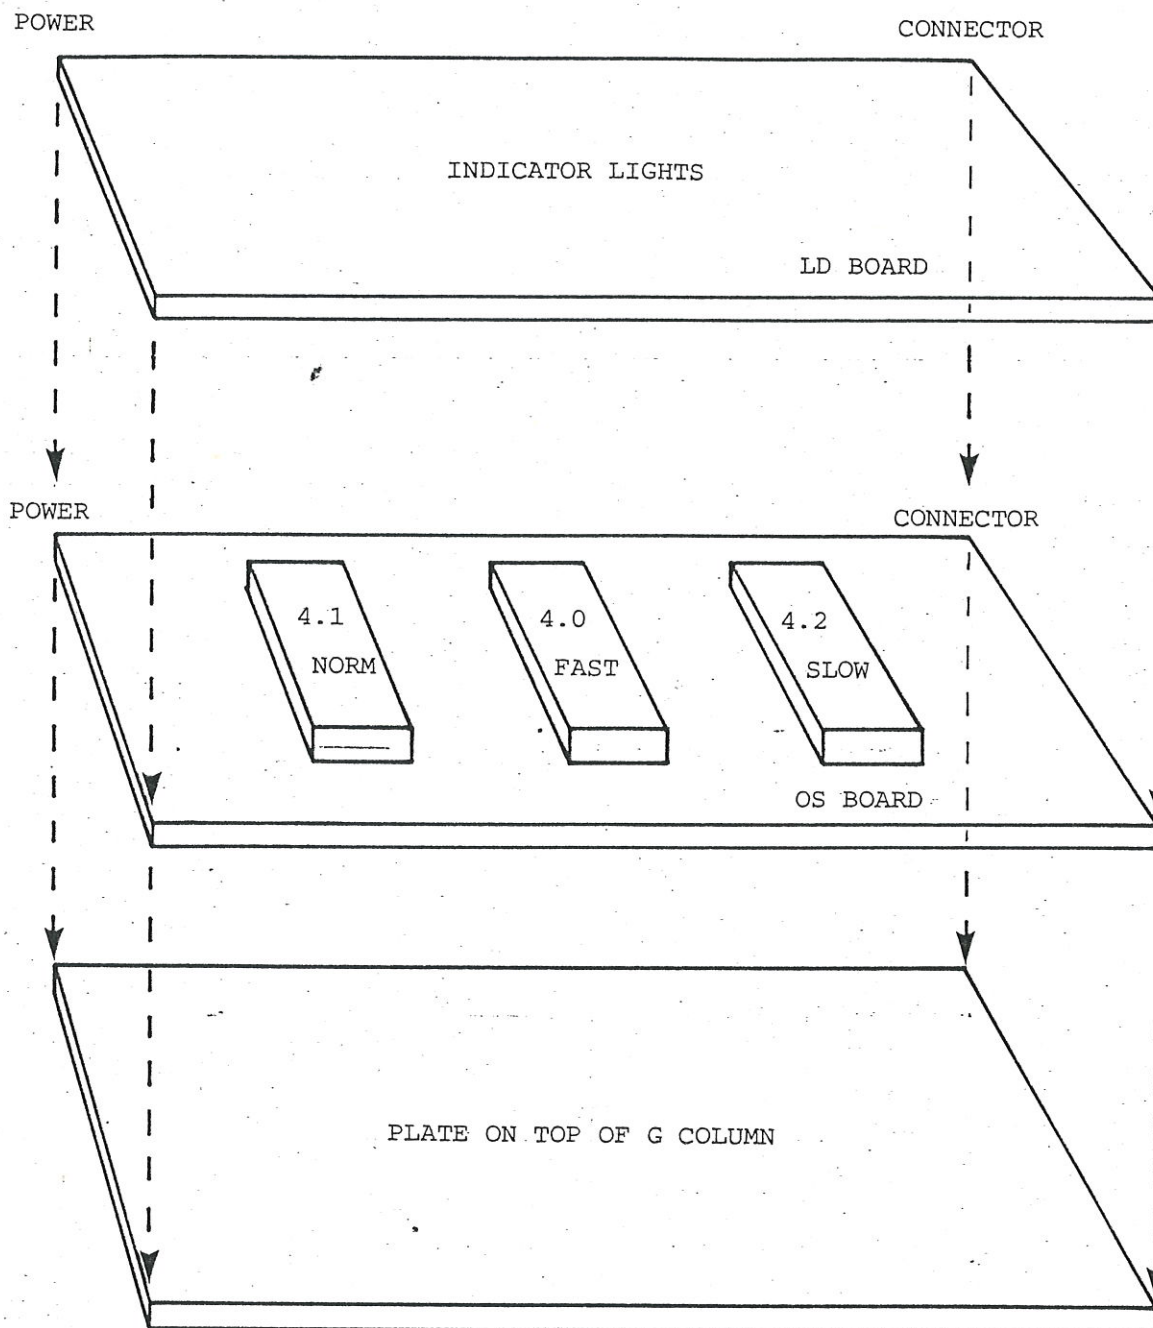 POWER
CONNECTOR
INDICATOR LIGHTS
LD BOARD
POWER
CONNECTOR
4.1
NORM
4.0
FAST
4.2
SLOW
OS BOARD
PLATE ON TOP OF G COLUMN